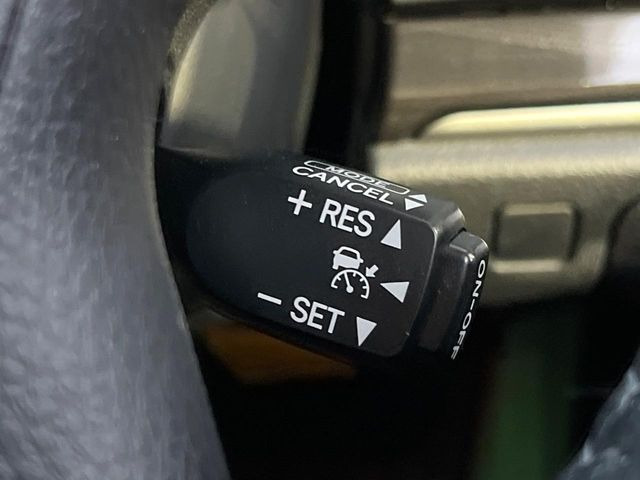 MODE
CANCEL
+ RES
- SET
ON-OFF